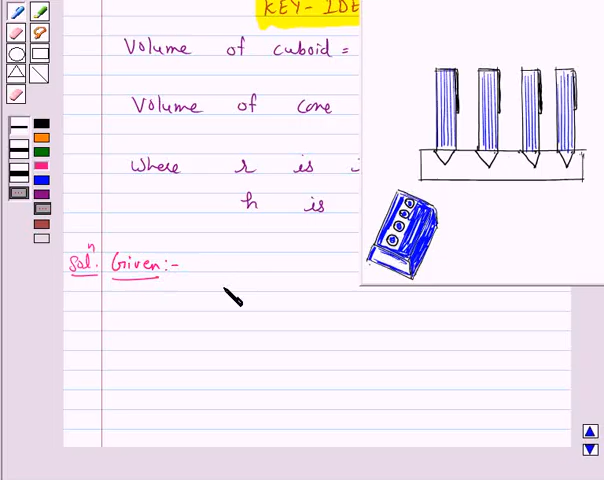 KEY-IDE
Volume of cuboid =
Volume of cone
where r is
h is
Solⁿ. Given:-